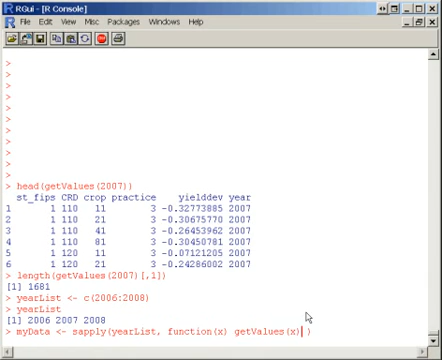 RGui - [R Console]
File Edit View Misc Packages Windows Help
>
>
>
>
>
>
>
>
>
>
> head(getValues(2007))
st_fips CRD crop practice yielddev year
1 1 110 11 3 -0.32773885 2007
2 1 110 21 3 -0.30675770 2007
3 1 110 41 3 -0.26453962 2007
4 1 110 81 3 -0.30450781 2007
5 1 120 11 3 -0.07121205 2007
6 1 120 21 3 -0.24286002 2007
> length(getValues(2007)[,1])
[1] 1681
> yearList <- c(2006:2008)
> yearList
[1] 2006 2007 2008
> myData <- sapply(yearList, function(x) getValues(x) )